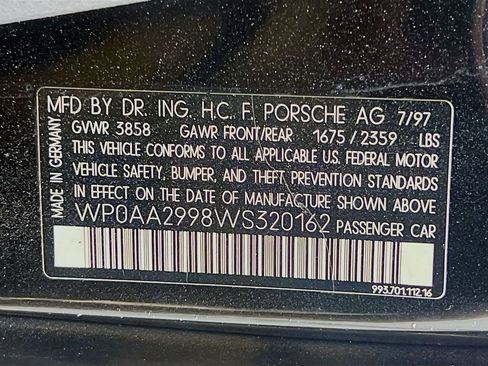 MADE IN GERMANY
MFD BY DR. ING. H.C. F. PORSCHE AG 7/97
GVWR 3858 GAWR FRONT/REAR 1675/2359 LBS
THIS VEHICLE CONFORMS TO ALL APPLICABLE U.S. FEDERAL MOTOR
VEHICLE SAFETY, BUMPER, AND THEFT PREVENTION STANDARDS
IN EFFECT ON THE DATE OF MANUFACTURE SHOWN ABOVE.
WP0AA2998WS320162 PASSENGER CAR
993.701.112.16